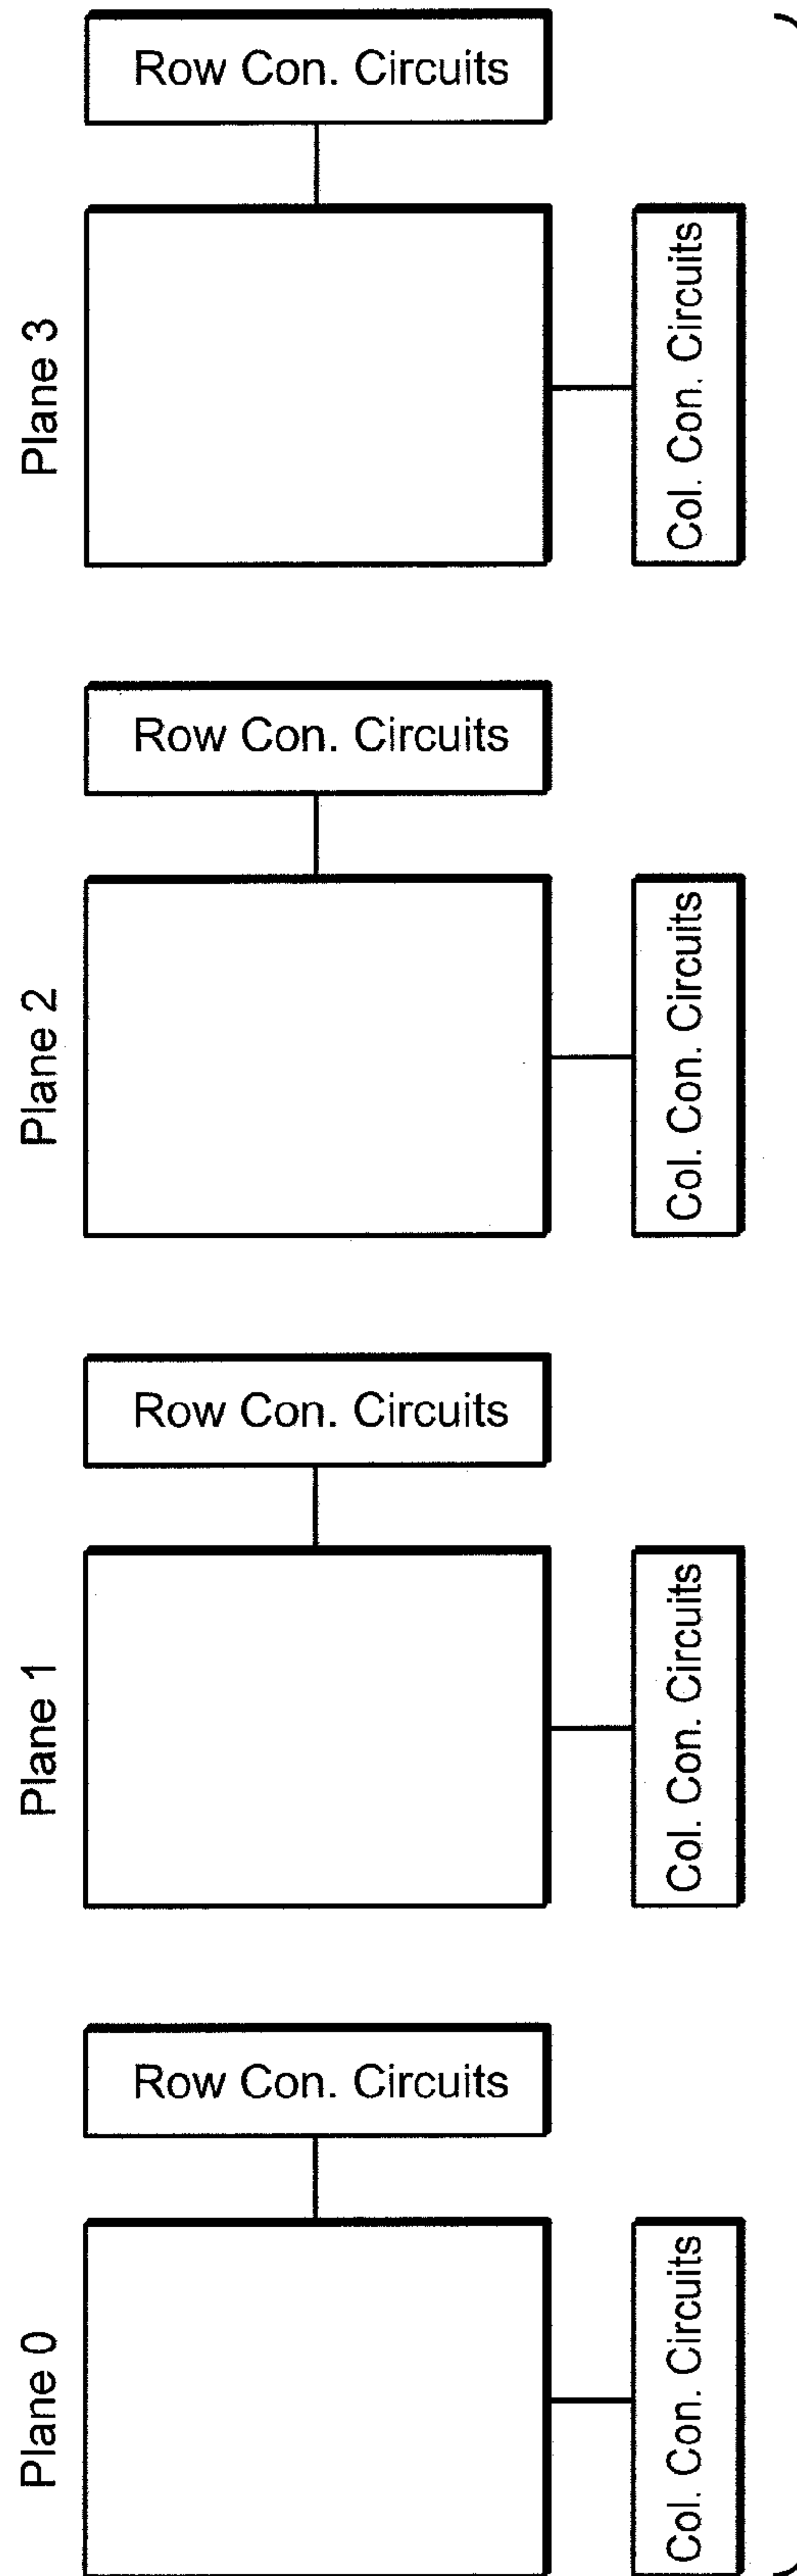 Row Con. Circuits
Plane 3
Col. Con. Circuits
Row Con. Circuits
Plane 2
Col. Con. Circuits
Row Con. Circuits
Plane 1
Col. Con. Circuits
Row Con. Circuits
Plane 0
Col. Con. Circuits